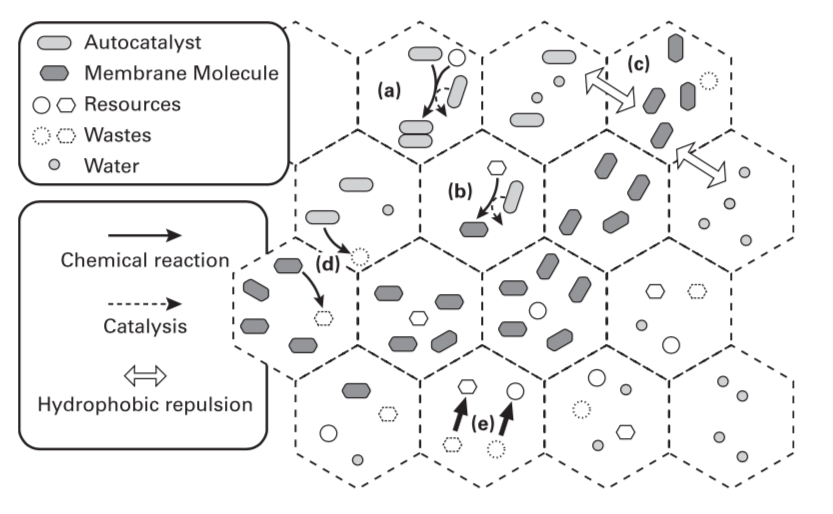 Autocatalyst
Membrane Molecule
Resources
Wastes
Water
Chemical reaction
Catalysis
Hydrophobic repulsion
(a)
(c)
(b)
(d)
(e)